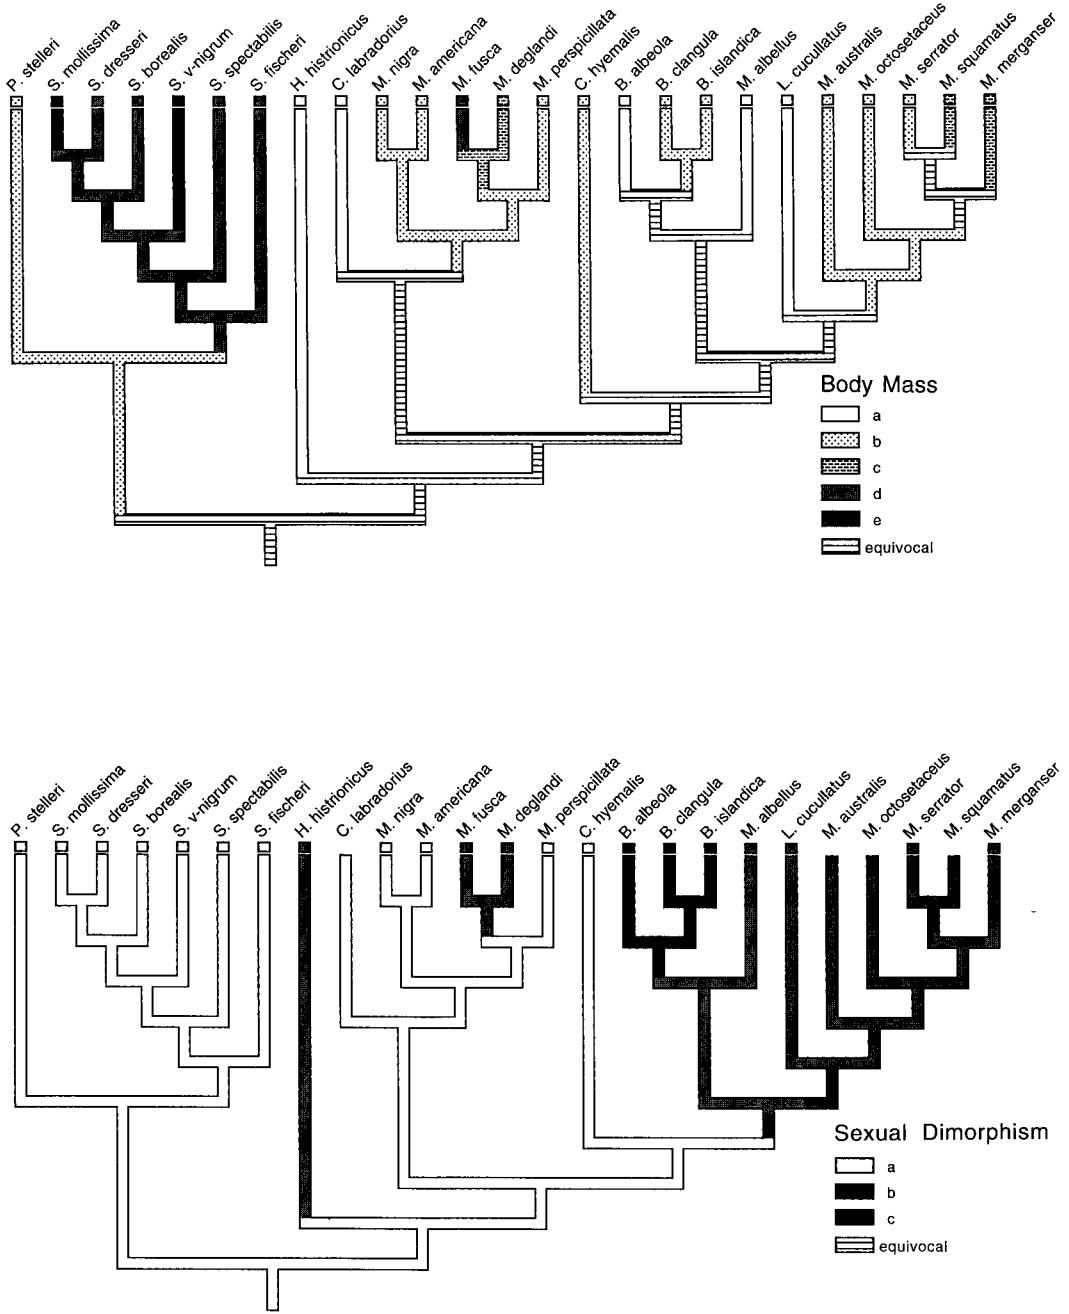 P. stelleri
S. mollissima
S. dresseri
S. borealis
S. v-nigrum
S. spectabilis
S. fischeri
H. histrionicus
C. labradorius
M. nigra
M. americana
M. fusca
M. deglandi
M. perspicillata
C. hyemalis
B. albeola
B. clangula
B. islandica
M. albellus
L. cucullatus
M. australis
M. octosetaceus
M. serrator
M. squamatus
M. merganser
Body Mass
a
b
c
d
e
equivocal
P. stelleri
S. mollissima
S. dresseri
S. borealis
S. v-nigrum
S. spectabilis
S. fischeri
H. histrionicus
C. labradorius
M. nigra
M. americana
M. fusca
M. deglandi
M. perspicillata
C. hyemalis
B. albeola
B. clangula
B. islandica
M. albellus
L. cucullatus
M. australis
M. octosetaceus
M. serrator
M. squamatus
M. merganser
Sexual Dimorphism
a
b
c
equivocal